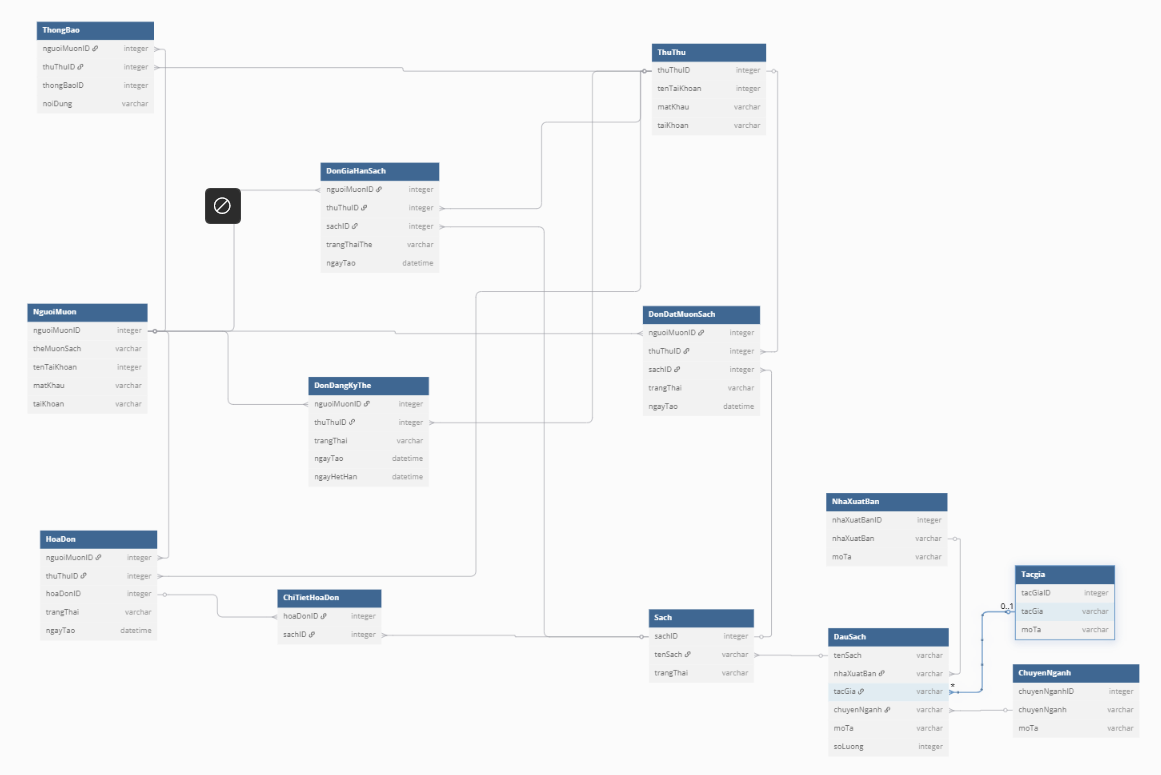 ThongBao
nguoiMuonID integer
thuThuID integer
thongBaoID integer
noiDung varchar
ThuThu
thuThuID integer
tenTaiKhoan integer
matKhau varchar
taiKhoan varchar
DonGiaHanSach
nguoiMuonID integer
thuThuID integer
sachID integer
trangThaiThe varchar
ngayTao datetime
NguoiMuon
nguoiMuonID integer
theMuonSach varchar
tenTaiKhoan integer
matKhau varchar
taiKhoan varchar
DonDatMuonSach
nguoiMuonID integer
thuThuID integer
sachID integer
trangThai varchar
ngayTao datetime
DonDangKyThe
nguoiMuonID integer
thuThuID integer
trangThai varchar
ngayTao datetime
ngayHetHan datetime
NhaXuatBan
nhaXuatBanID integer
nhaXuatBan varchar
moTa varchar
HoaDon
nguoiMuonID integer
thuThuID integer
hoaDonID integer
trangThai varchar
ngayTao datetime
ChiTietHoaDon
hoaDonID integer
sachID integer
Sach
sachID integer
tenSach varchar
trangThai varchar
Tacgia
tacGiaID integer
0..1
tacGia varchar
moTa varchar
DauSach
tenSach varchar
nhaXuatBan varchar
*
tacGia varchar
chuyenNganh varchar
moTa varchar
soLuong integer
ChuyenNganh
chuyenNganhID integer
chuyenNganh varchar
moTa varchar